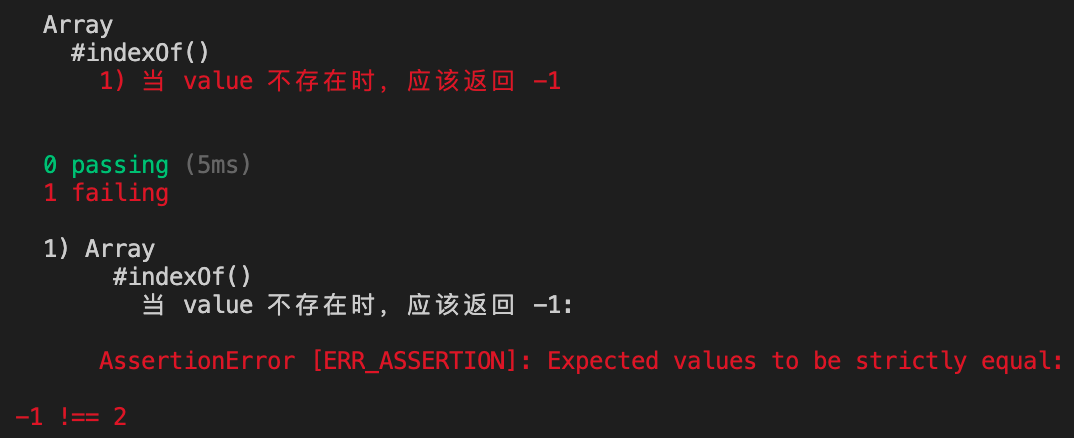 Array
#indexOf()
1) 当 value 不存在时，应该返回 -1
0 passing (5ms)
1 failing
1) Array
#indexOf()
当 value 不存在时，应该返回 -1:
AssertionError [ERR_ASSERTION]: Expected values to be strictly equal:
-1 !== 2